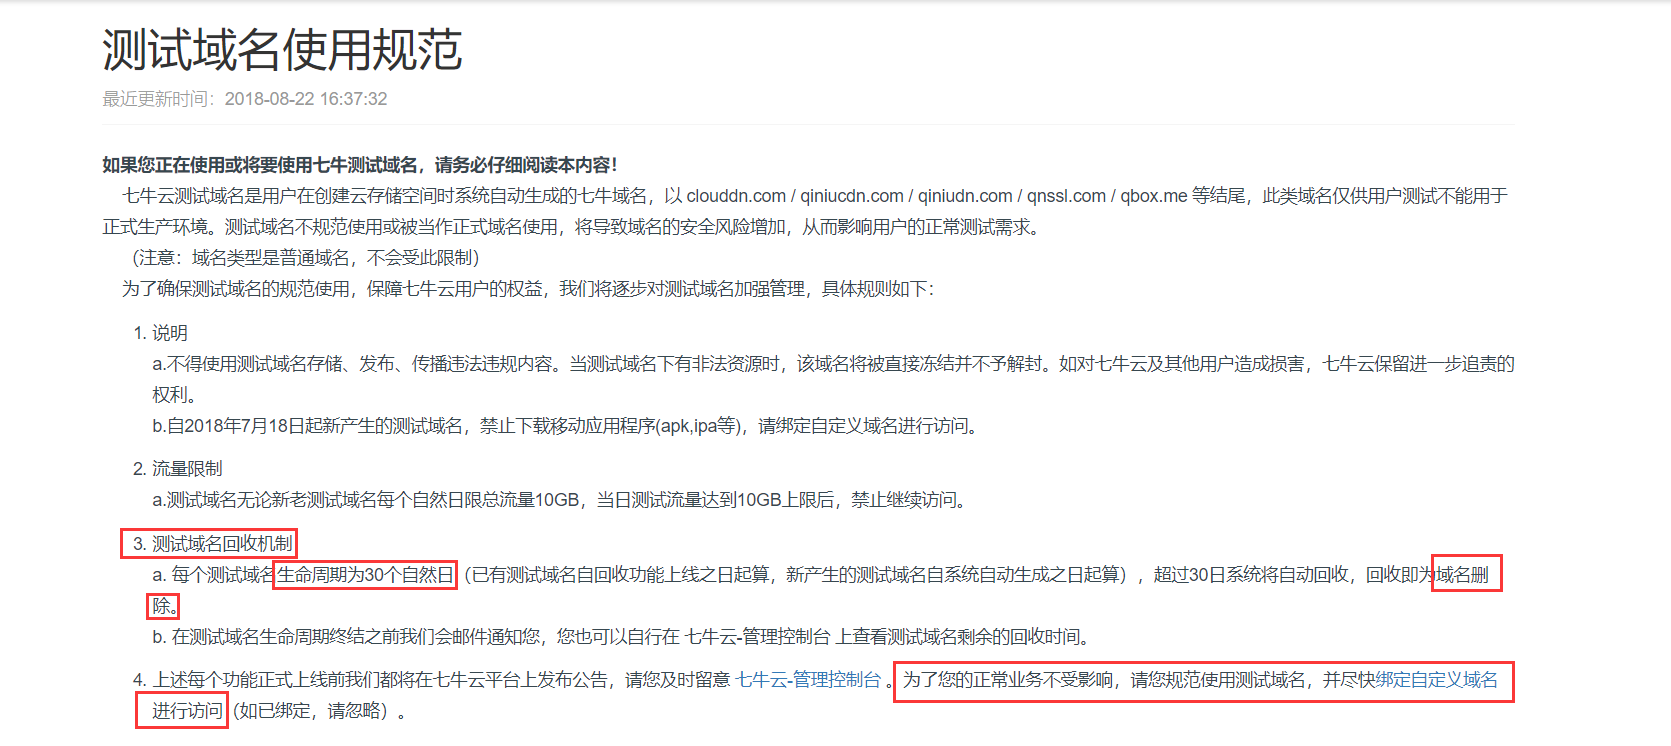 测试域名使用规范
最近更新时间：2018-08-22 16:37:32
如果您正在使用或将要使用七牛测试域名，请务必仔细阅读本内容！
七牛云测试域名是用户在创建云存储空间时系统自动生成的七牛域名，以 clouddn.com / qiniucdn.com / qiniudn.com / qnssl.com / qbox.me 等结尾，此类域名仅供用户测试不能用于
正式生产环境。测试域名不规范使用或被当作正式域名使用，将导致域名的安全风险增加，从而影响用户的正常测试需求。
（注意：域名类型是普通域名，不会受此限制）
为了确保测试域名的规范使用，保障七牛云用户的权益，我们将逐步对测试域名加强管理，具体规则如下：
1. 说明
a.不得使用测试域名存储、发布、传播违法违规内容。当测试域名下有非法资源时，该域名将被直接冻结并不予解封。如对七牛云及其他用户造成损害，七牛云保留进一步追责的
权利。
b.自2018年7月18日起新产生的测试域名，禁止下载移动应用程序(apk,ipa等)，请绑定自定义域名进行访问。
2. 流量限制
a.测试域名无论新老测试域名每个自然日限总流量10GB，当日测试流量达到10GB上限后，禁止继续访问。
3. 测试域名回收机制
a. 每个测试域名生命周期为30个自然日（已有测试域名自回收功能上线之日起算，新产生的测试域名自系统自动生成之日起算），超过30日系统将自动回收，回收即为域名删
除。
b. 在测试域名生命周期终结之前我们会邮件通知您，您也可以自行在 七牛云-管理控制台 上查看测试域名剩余的回收时间。
4. 上述每个功能正式上线前我们都将在七牛云平台上发布公告，请您及时留意 七牛云-管理控制台 。为了您的正常业务不受影响，请您规范使用测试域名，并尽快绑定自定义域名
进行访问（如已绑定，请忽略）。